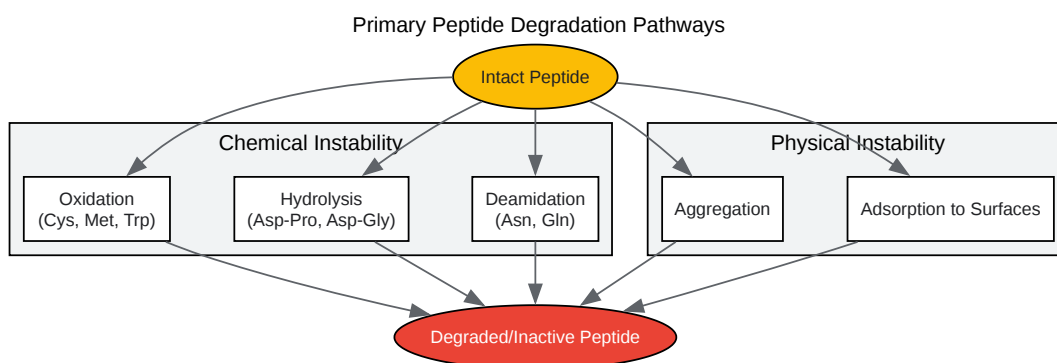 Primary Peptide Degradation Pathways
Intact Peptide
Chemical Instability
Physical Instability
Oxidation
(Cys, Met, Trp)
Hydrolysis
(Asp-Pro, Asp-Gly)
Deamidation
(Asn, Gln)
Aggregation
Adsorption to Surfaces
Degraded/Inactive Peptide